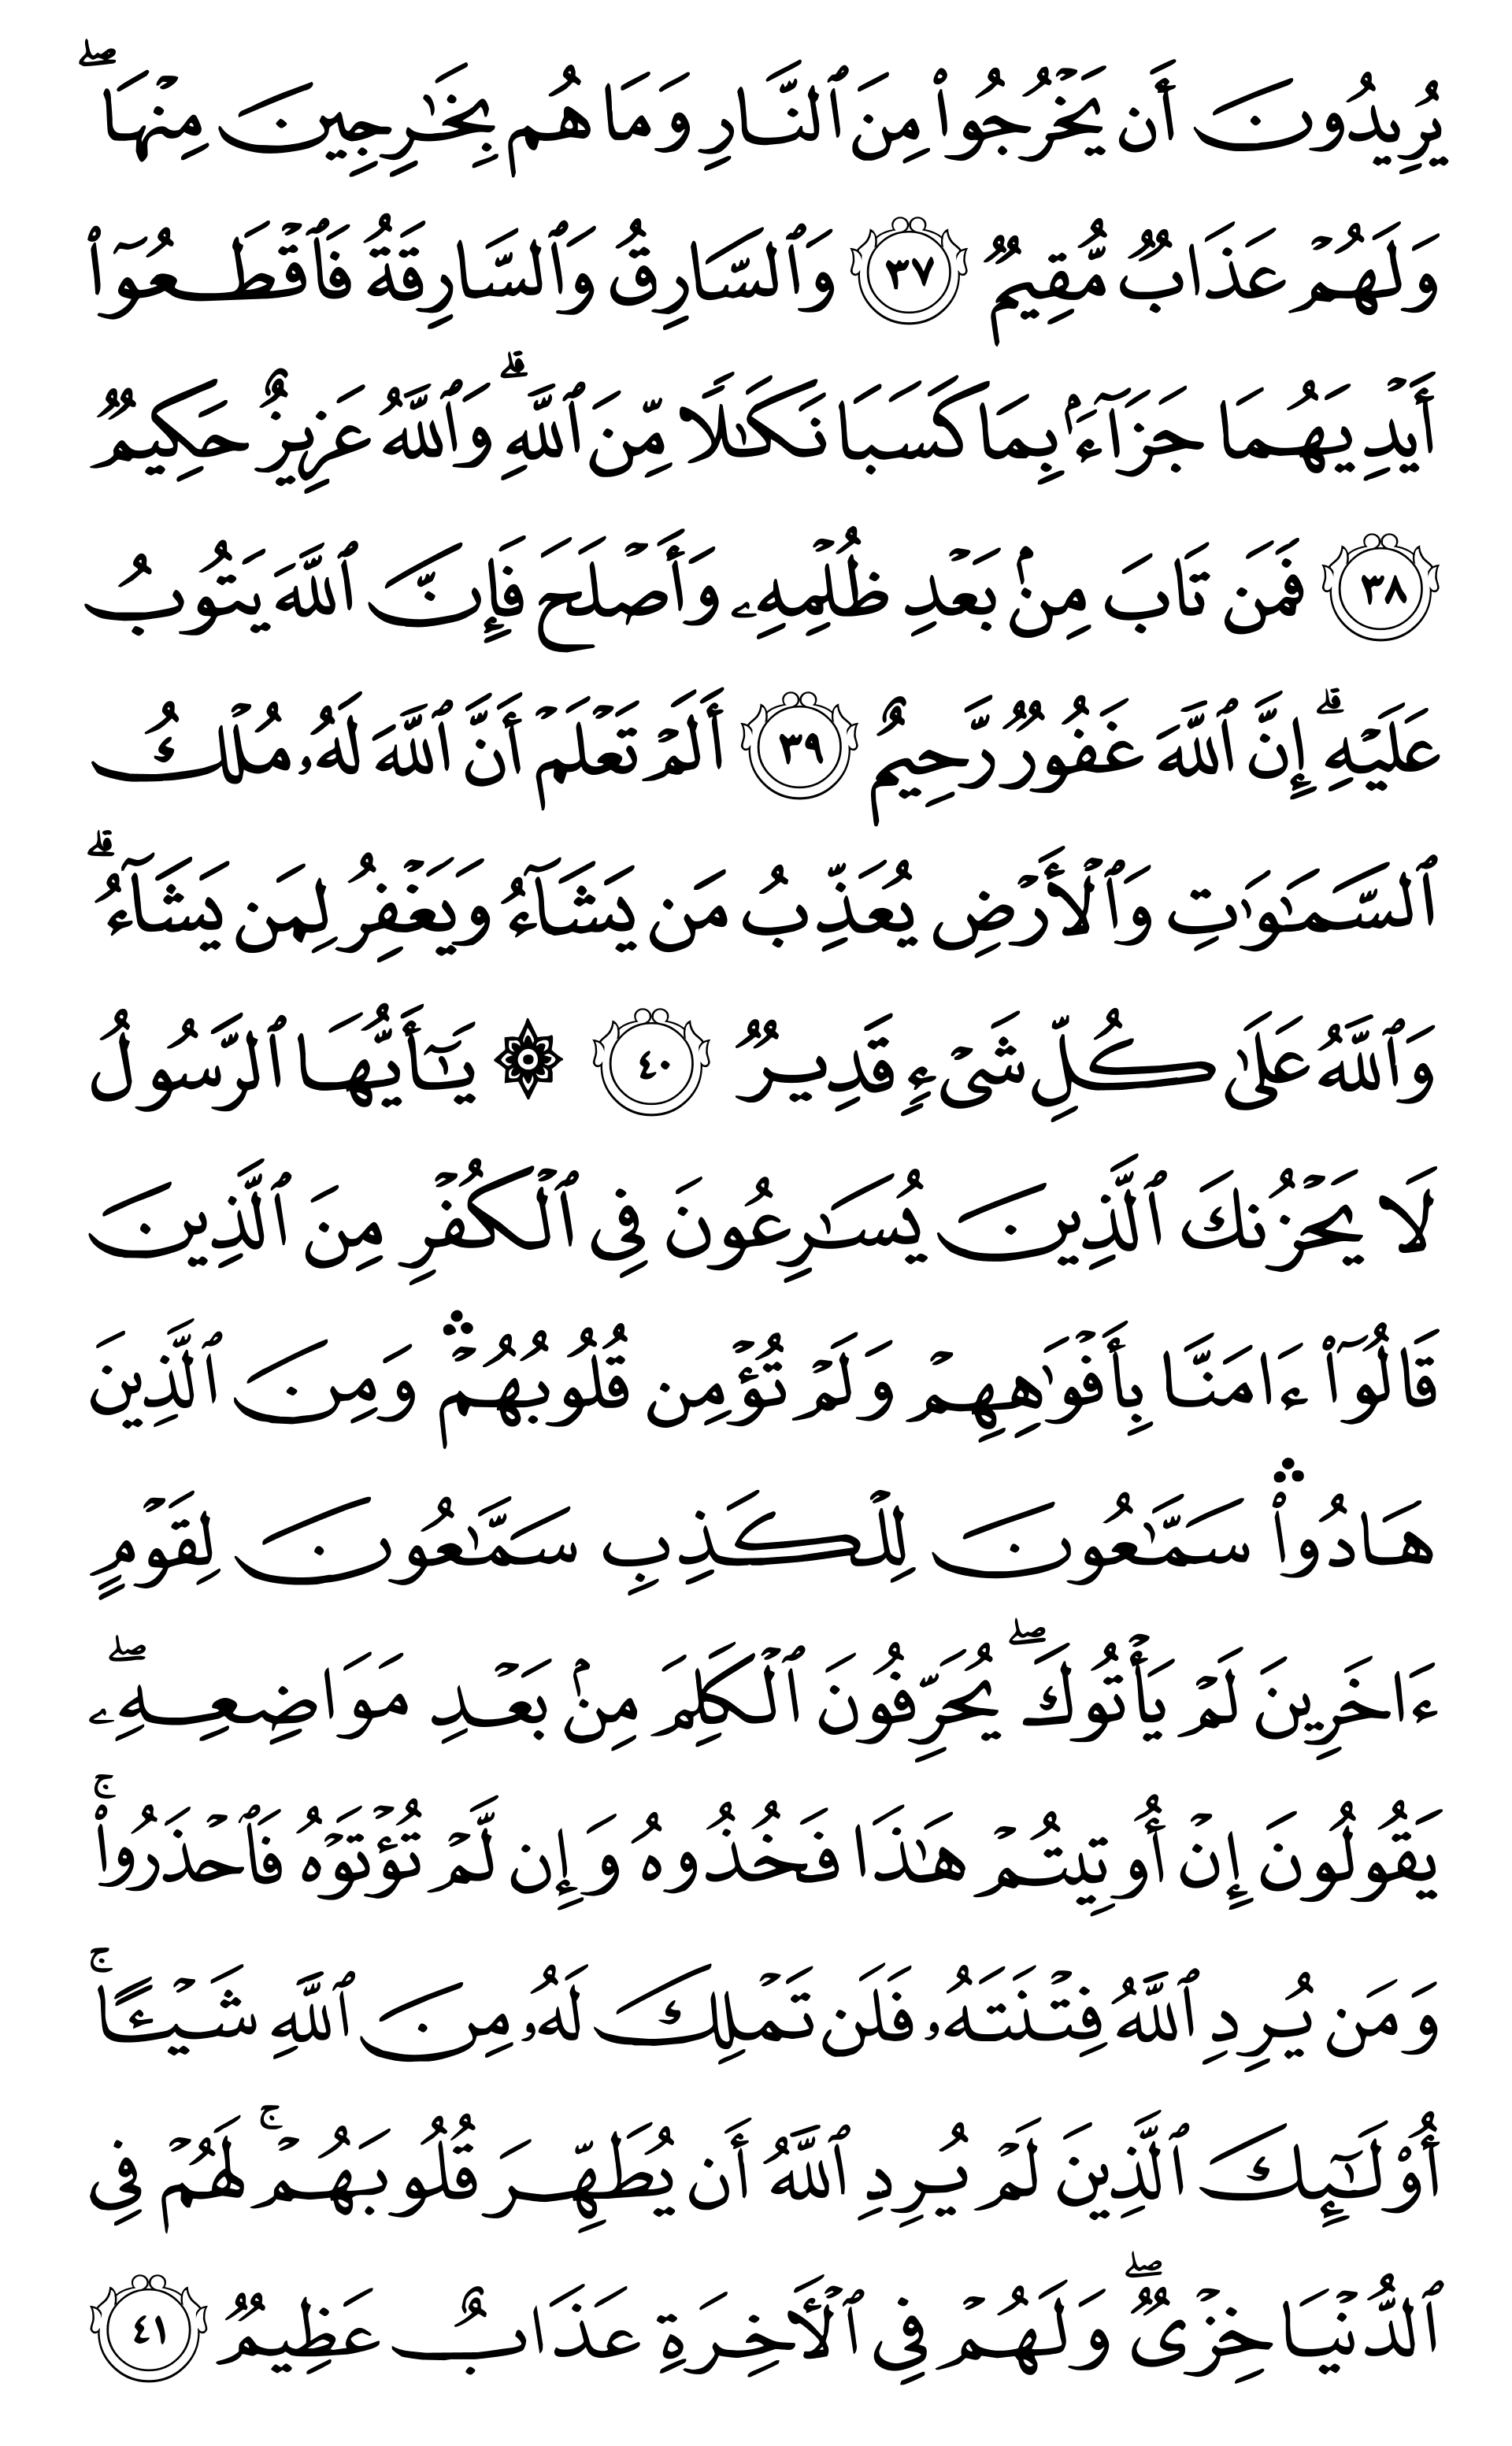 يُرِيدُونَ أَن يَخۡرُجُواْ مِنَ ٱلنَّارِ وَمَا هُم بِخَٰرِجِينَ مِنۡهَاۖ
وَلَهُمۡ عَذَابٞ مُّقِيمٞ ٣٧ وَٱلسَّارِقُ وَٱلسَّارِقَةُ فَٱقۡطَعُوٓاْ
أَيۡدِيَهُمَا جَزَآءَۢ بِمَا كَسَبَا نَكَٰلٗا مِّنَ ٱللَّهِۗ وَٱللَّهُ عَزِيزٌ حَكِيمٞ
٣٨ فَمَن تَابَ مِنۢ بَعۡدِ ظُلۡمِهِۦ وَأَصۡلَحَ فَإِنَّ ٱللَّهَ يَتُوبُ
عَلَيۡهِۗ إِنَّ ٱللَّهَ غَفُورٞ رَّحِيمٌ ٣٩ أَلَمۡ تَعۡلَمۡ أَنَّ ٱللَّهَ لَهُۥ مُلۡكُ
ٱلسَّمَٰوَٰتِ وَٱلۡأَرۡضِ يُعَذِّبُ مَن يَشَآءُ وَيَغۡفِرُ لِمَن يَشَآءُۗ
وَٱللَّهُ عَلَىٰ كُلِّ شَيۡءٖ قَدِيرٞ ٤٠ ۞ يَٰٓأَيُّهَا ٱلرَّسُولُ
لَا يَحۡزُنكَ ٱلَّذِينَ يُسَٰرِعُونَ فِي ٱلۡكُفۡرِ مِنَ ٱلَّذِينَ
قَالُوٓاْ ءَامَنَّا بِأَفۡوَٰهِهِمۡ وَلَمۡ تُؤۡمِن قُلُوبُهُمۡۛ وَمِنَ ٱلَّذِينَ
هَادُواْۛ سَمَّٰعُونَ لِلۡكَذِبِ سَمَّٰعُونَ لِقَوۡمٍ
ءَاخَرِينَ لَمۡ يَأۡتُوكَۖ يُحَرِّفُونَ ٱلۡكَلِمَ مِنۢ بَعۡدِ مَوَاضِعِهِۦۖ
يَقُولُونَ إِنۡ أُوتِيتُمۡ هَٰذَا فَخُذُوهُ وَإِن لَّمۡ تُؤۡتَوۡهُ فَٱحۡذَرُواْۚ
وَمَن يُرِدِ ٱللَّهُ فِتۡنَتَهُۥ فَلَن تَمۡلِكَ لَهُۥ مِنَ ٱللَّهِ شَيۡـًٔاۚ
أُوْلَٰٓئِكَ ٱلَّذِينَ لَمۡ يُرِدِ ٱللَّهُ أَن يُطَهِّرَ قُلُوبَهُمۡۚ لَهُمۡ فِي
ٱلدُّنۡيَا خِزۡيٞۖ وَلَهُمۡ فِي ٱلۡأٓخِرَةِ عَذَابٌ عَظِيمٞ ٤١